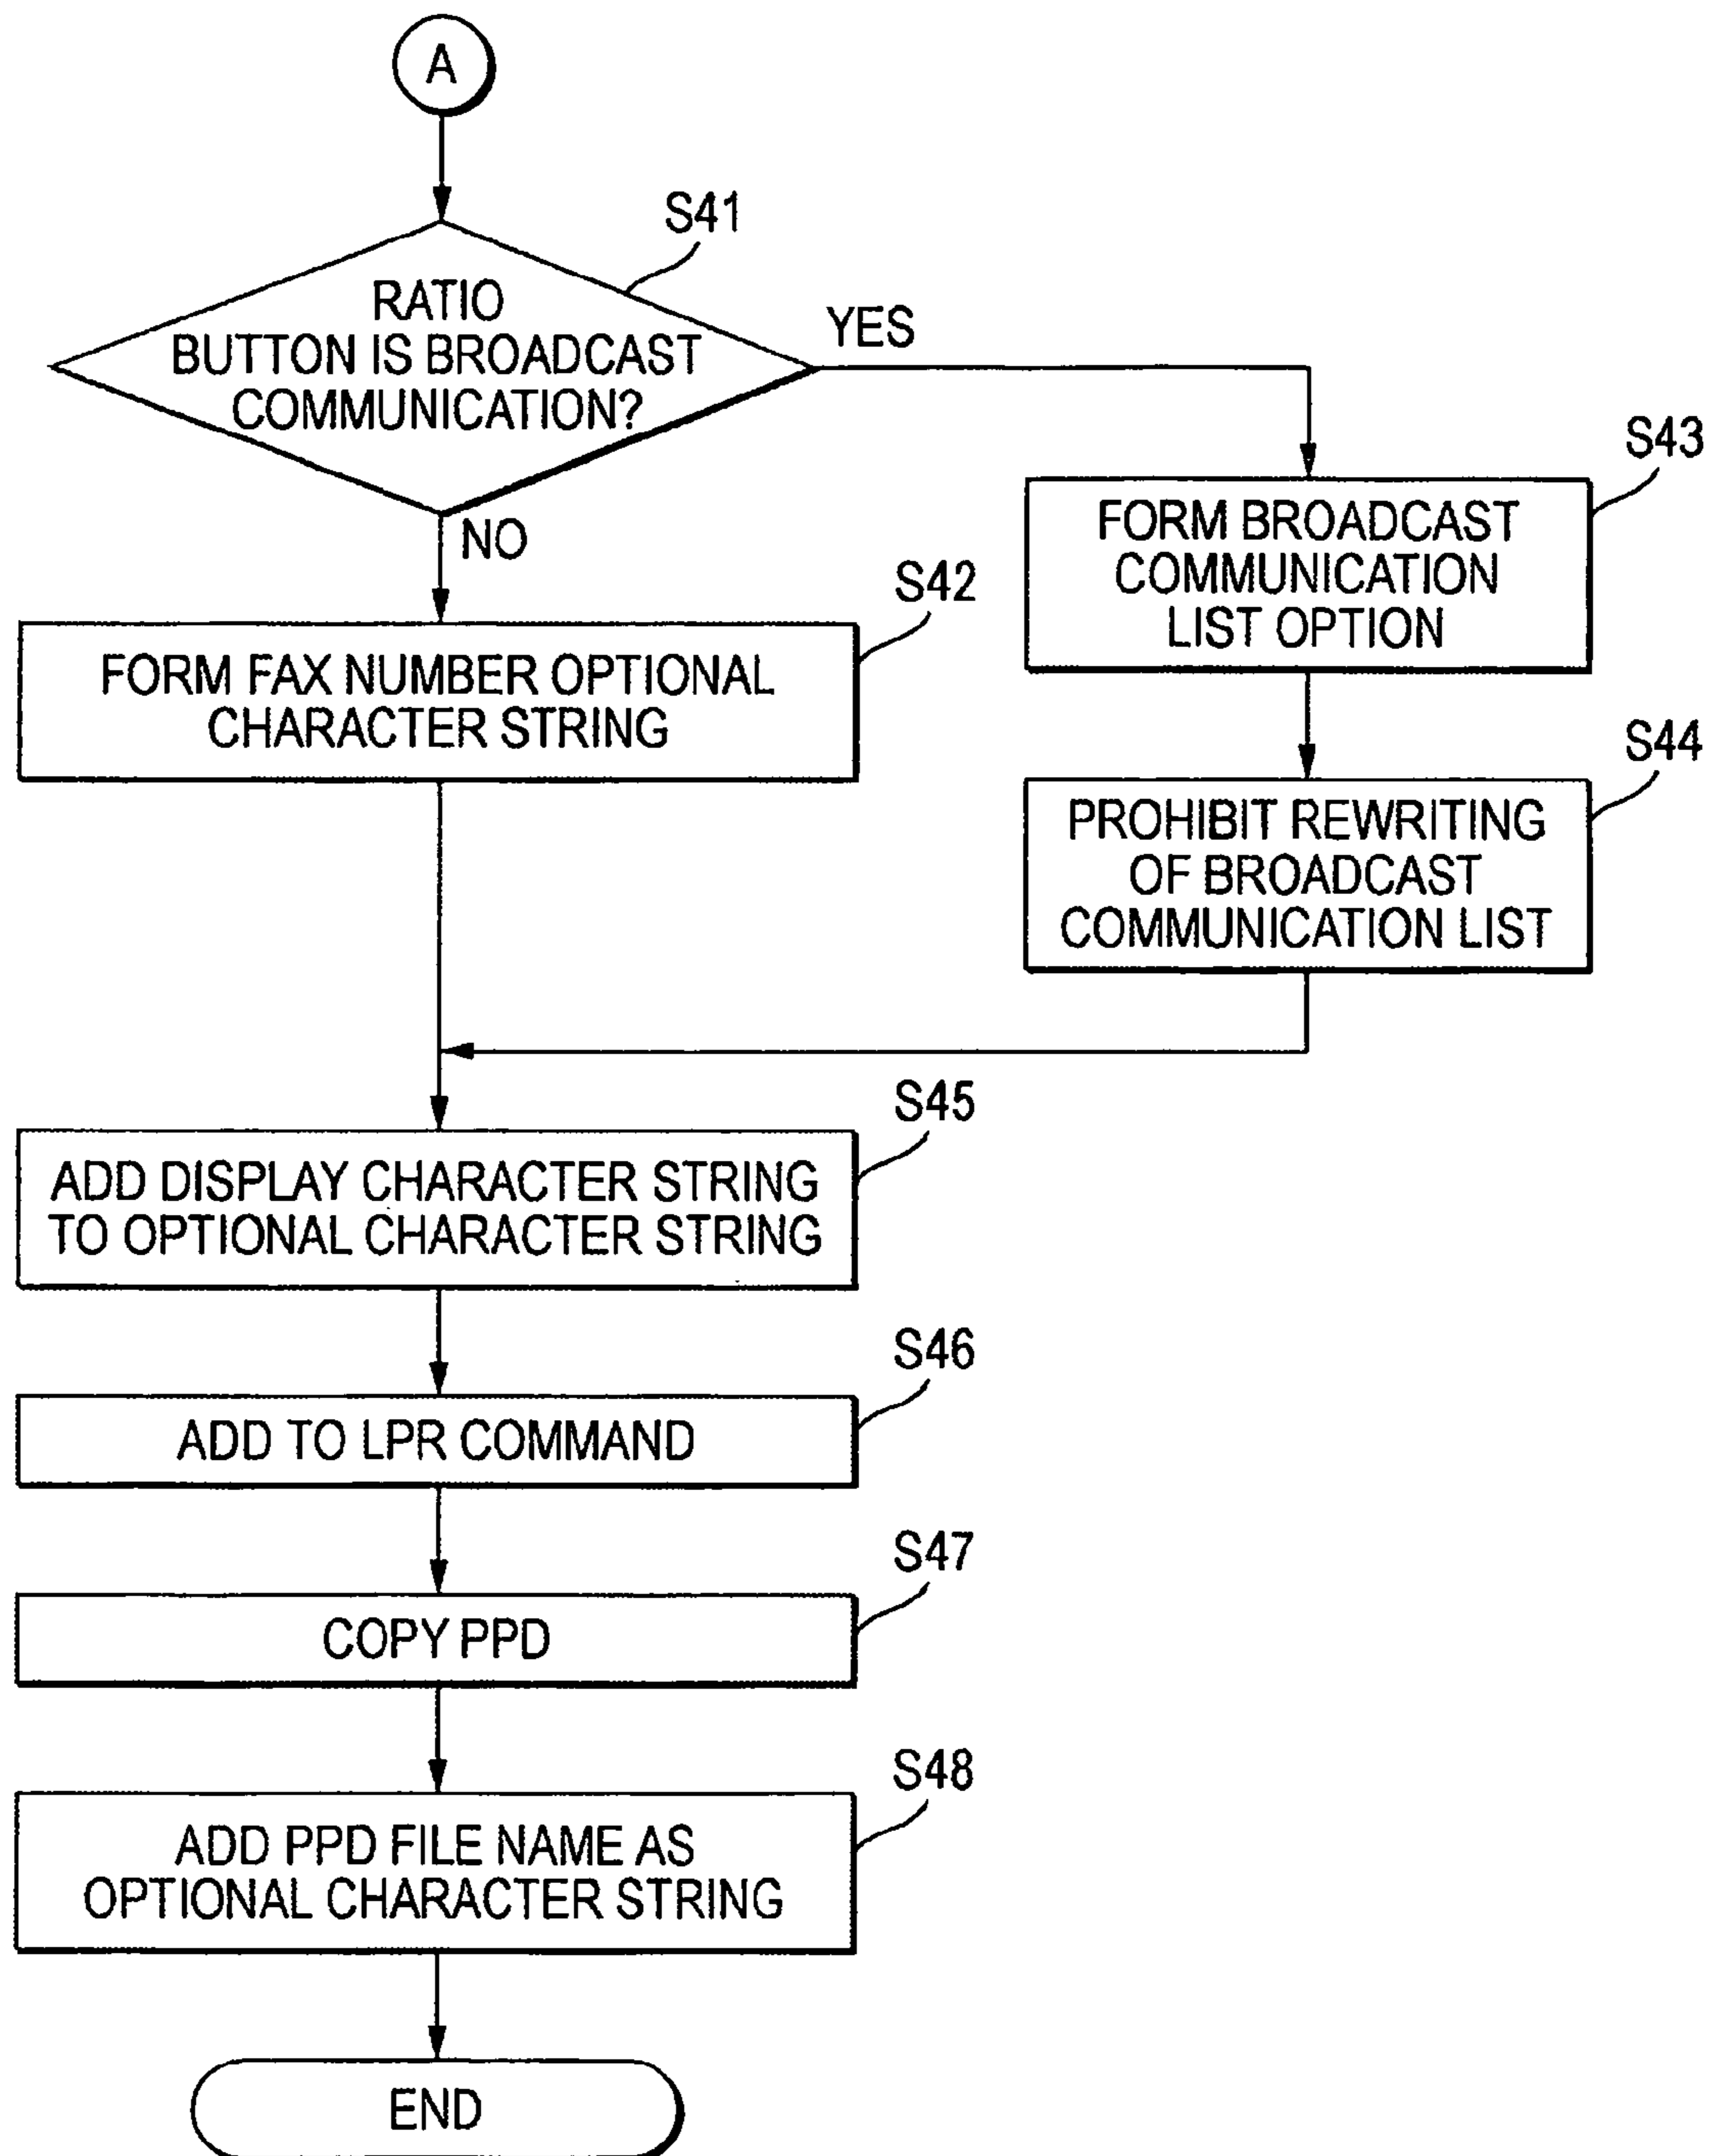 A
S41
RATIO
BUTTON IS BROADCAST
COMMUNICATION?
YES
NO
S43
FORM BROADCAST
COMMUNICATION
LIST OPTION
S42
FORM FAX NUMBER OPTIONAL
CHARACTER STRING
S44
PROHIBIT REWRITING
OF BROADCAST
COMMUNICATION LIST
S45
ADD DISPLAY CHARACTER STRING
TO OPTIONAL CHARACTER STRING
S46
ADD TO LPR COMMAND
S47
COPY PPD
S48
ADD PPD FILE NAME AS
OPTIONAL CHARACTER STRING
END